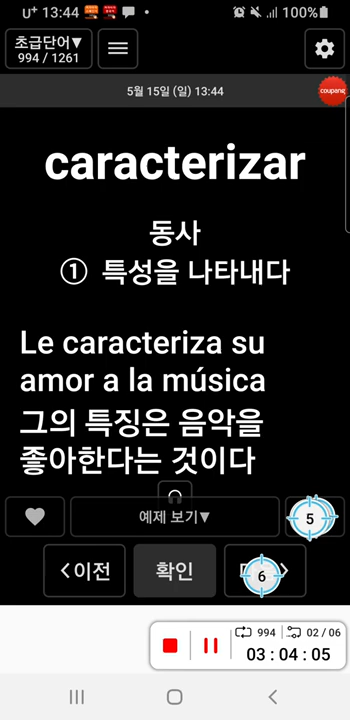 U+ 13:44 100%
초급단어▼
994 / 1261
5월 15일 (일) 13:44
coupang
caracterizar
동사
① 특성을 나타내다
Le caracteriza su
amor a la música
그의 특징은 음악을
좋아한다는 것이다
예제 보기▼
5
<이전
확인
6
>
994 02 / 06
03 : 04 : 05